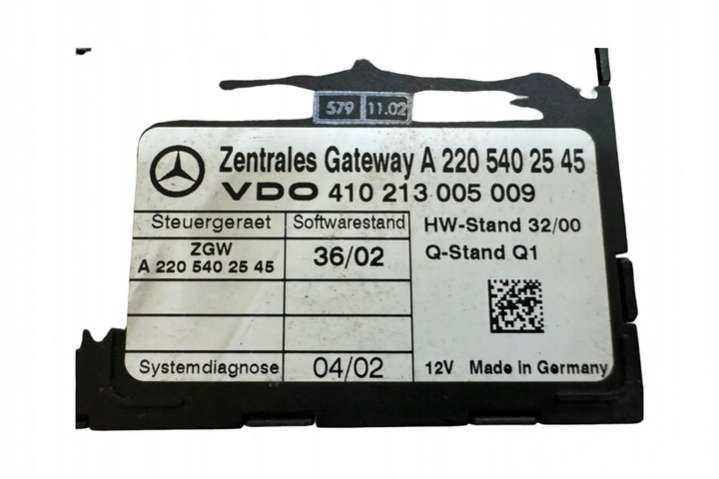 579 11.02
Zentrales Gateway A 220 540 25 45
VDO 410 213 005 009
Steuergeraet Softwarestand HW-Stand 32/00
ZGW 36/02 Q-Stand Q1
A 220 540 25 45
Systemdiagnose 04/02 12V Made in Germany